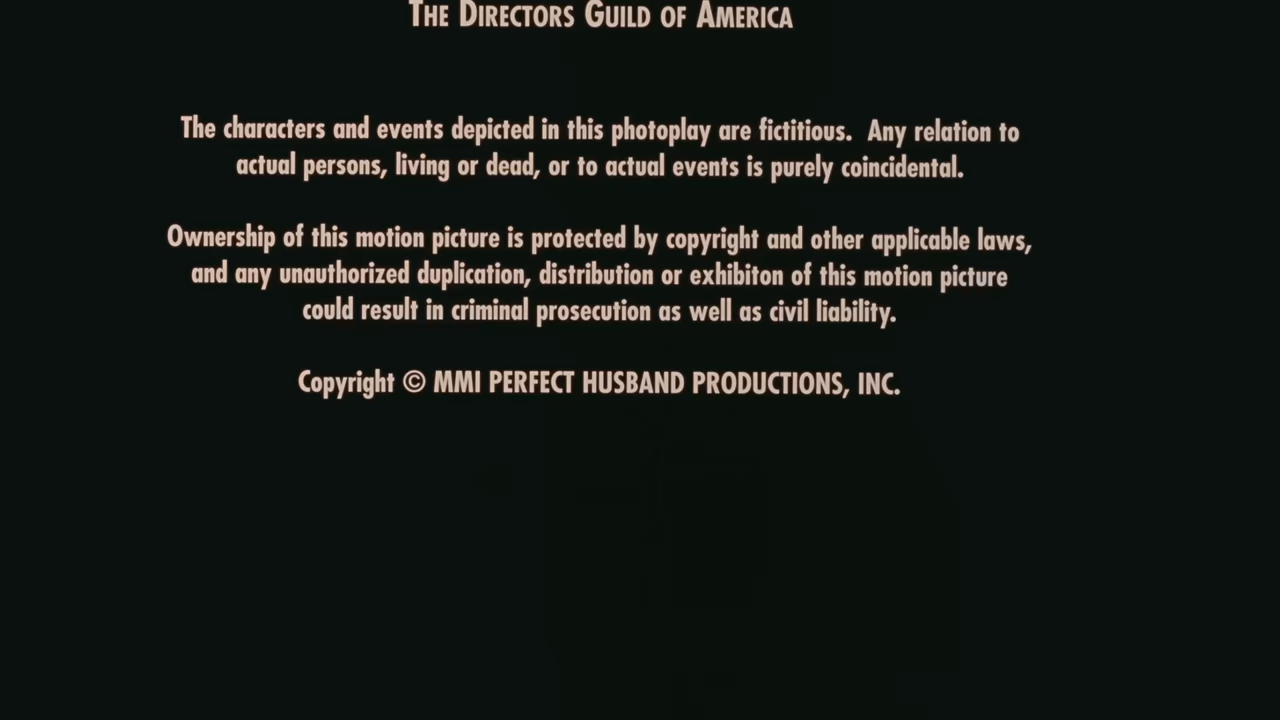 THE DIRECTORS GUILD OF AMERICA
The characters and events depicted in this photoplay are fictitious.  Any relation to
actual persons, living or dead, or to actual events is purely coincidental.
Ownership of this motion picture is protected by copyright and other applicable laws,
and any unauthorized duplication, distribution or exhibiton of this motion picture
could result in criminal prosecution as well as civil liability.
Copyright © MMI PERFECT HUSBAND PRODUCTIONS, INC.